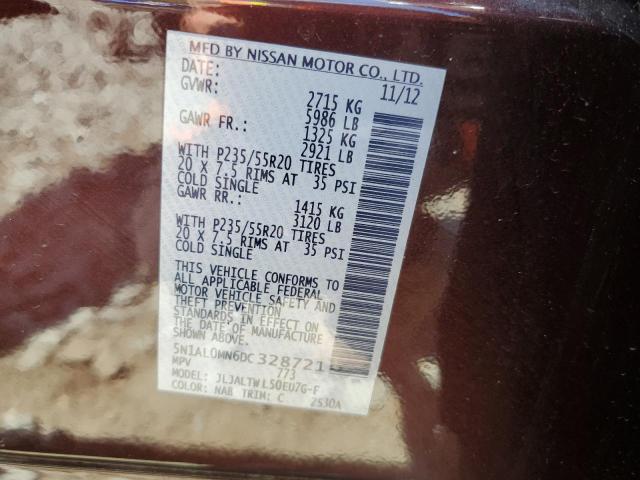 MFD BY NISSAN MOTOR CO., LTD.
DATE: 11/12
GVWR: 2715 KG
5986 LB
GAWR FR.: 1325 KG
2921 LB
WITH P235/55R20 TIRES
20 X 7.5 RIMS AT 35 PSI
COLD SINGLE
GAWR RR.: 1415 KG
3120 LB
WITH P235/55R20 TIRES
20 X 7.5 RIMS AT 35 PSI
COLD SINGLE
THIS VEHICLE CONFORMS TO
ALL APPLICABLE FEDERAL
MOTOR VEHICLE SAFETY AND
THEFT PREVENTION
STANDARDS IN EFFECT ON
THE DATE OF MANUFACTURE
SHOWN ABOVE.
MPV 773
MODEL: JLJALTWL50EU7G-F
COLOR: NAB TRIM: C 2530A